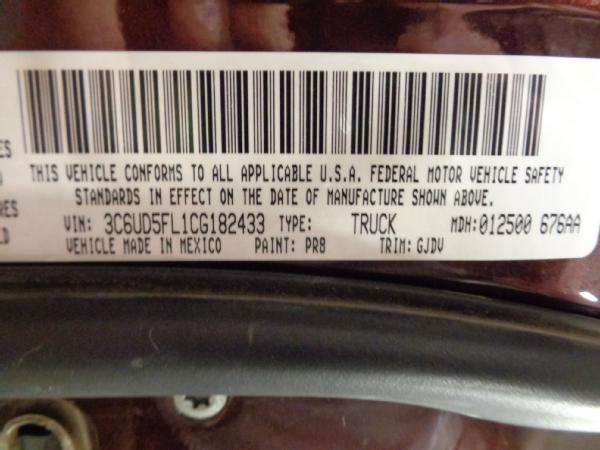 THIS VEHICLE CONFORMS TO ALL APPLICABLE U.S.A. FEDERAL MOTOR VEHICLE SAFETY
STANDARDS IN EFFECT ON THE DATE OF MANUFACTURE SHOWN ABOVE.
VIN: 3C6UD5FL1CG182433 TYPE: TRUCK MDH:012500 676AA
VEHICLE MADE IN MEXICO PAINT: PR8 TRIM: GJDV